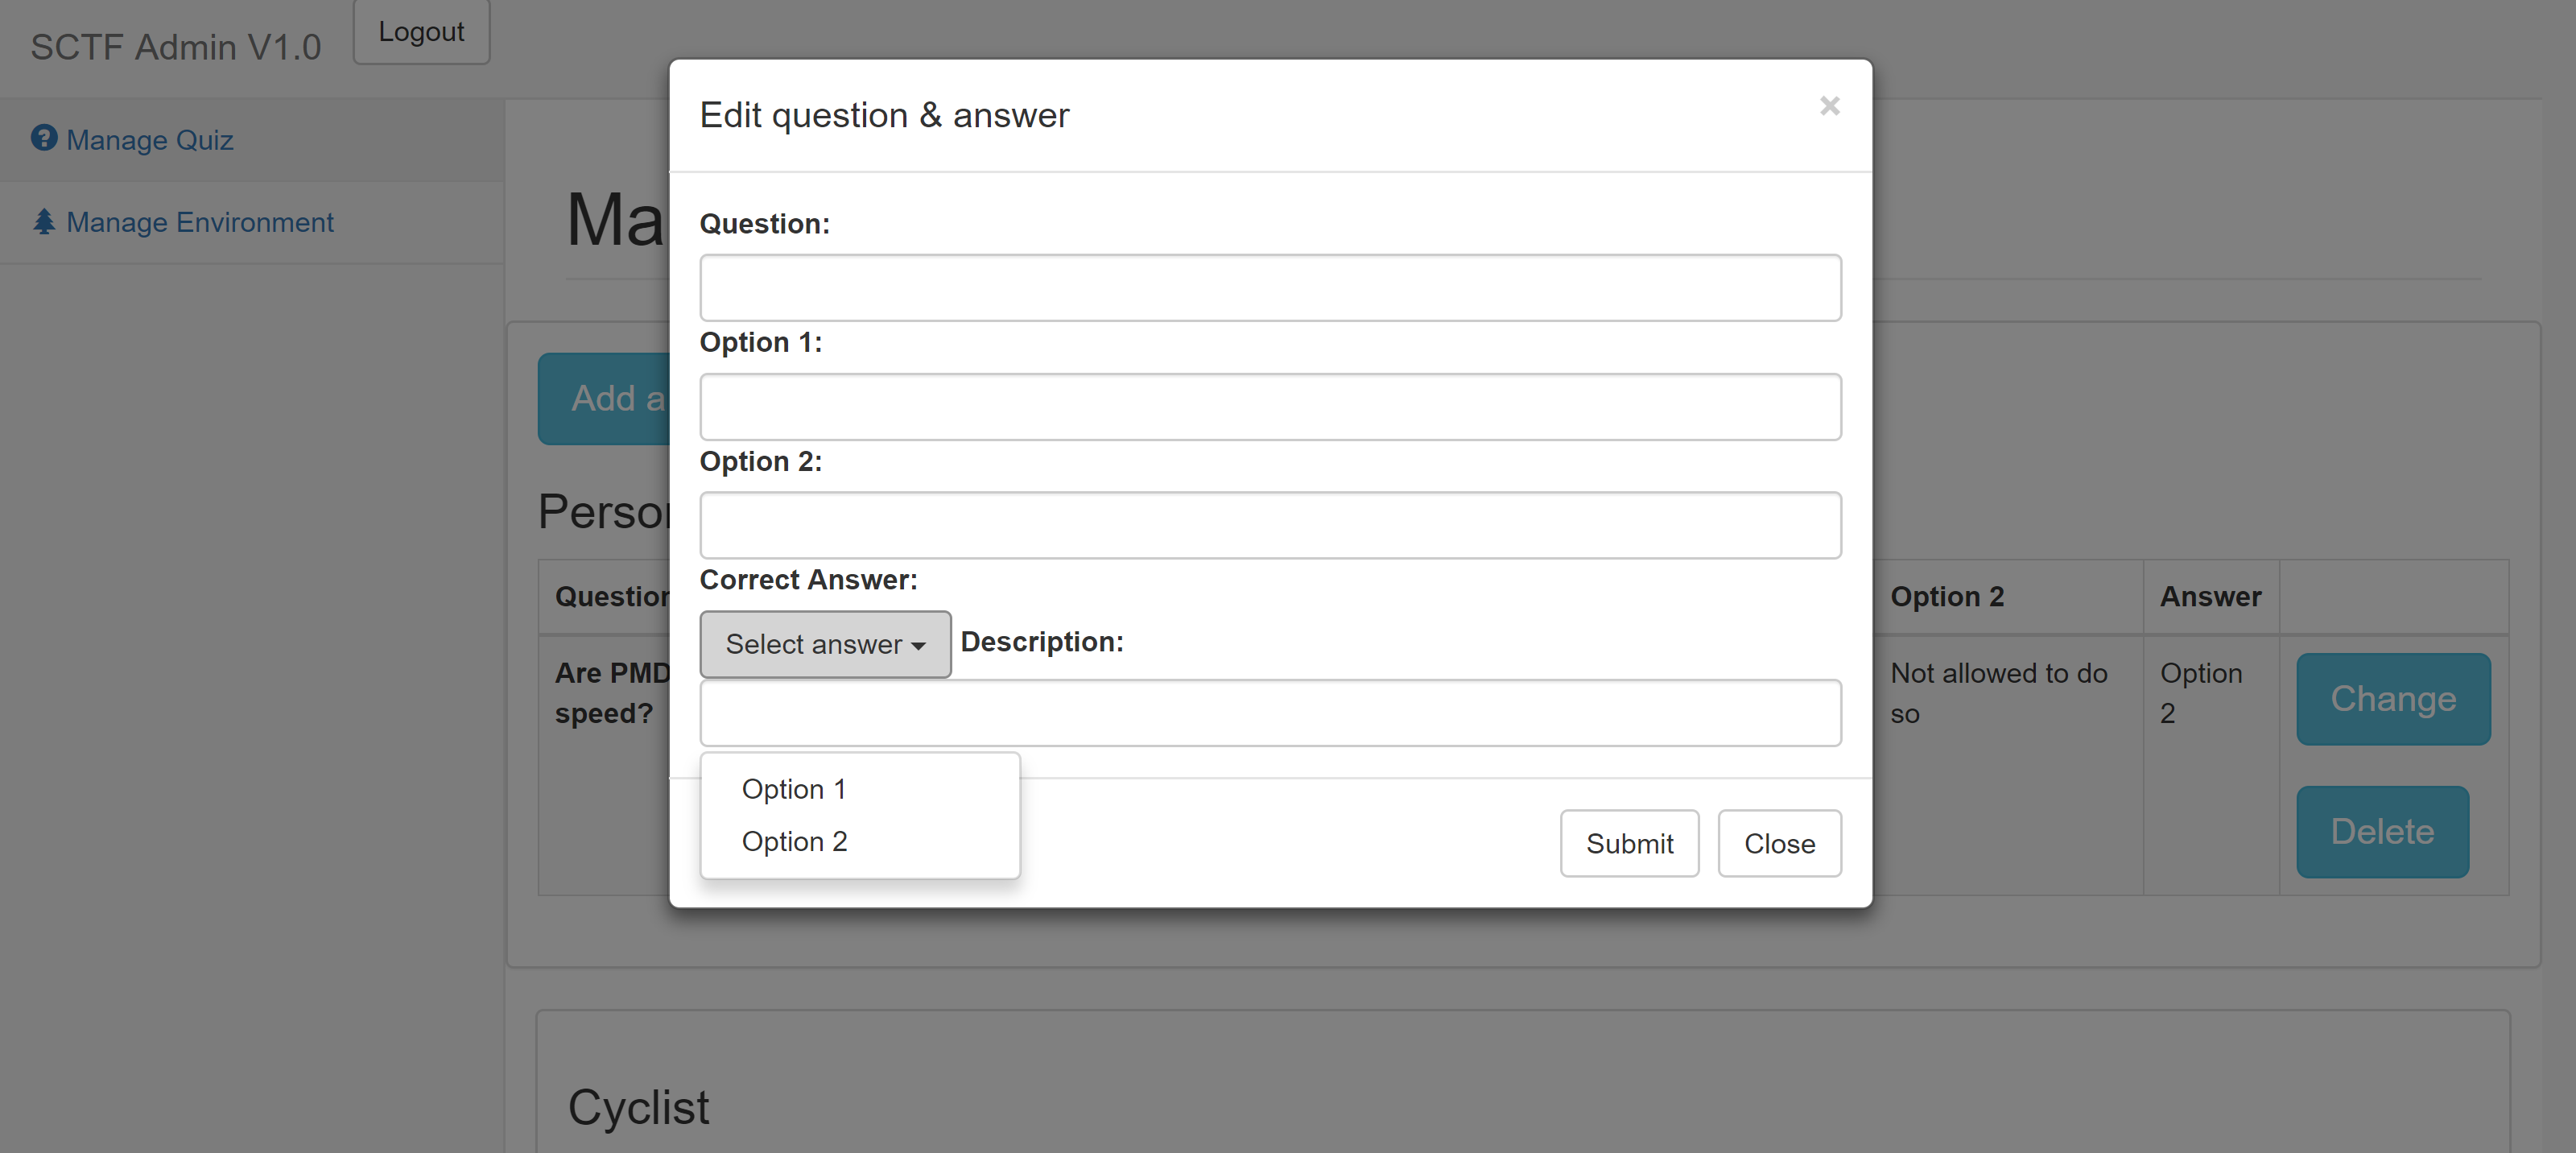 SCTF Admin V1.0
Logout
Manage Quiz
Manage Environment
Ma
Add a
Person
Question
Option 2
Answer
Are PMD
speed?
Not allowed to do
so
Option
2
Change
Delete
Cyclist
Edit question & answer
×
Question:
Option 1:
Option 2:
Correct Answer:
Select answer
Description:
Option 1
Option 2
Submit
Close